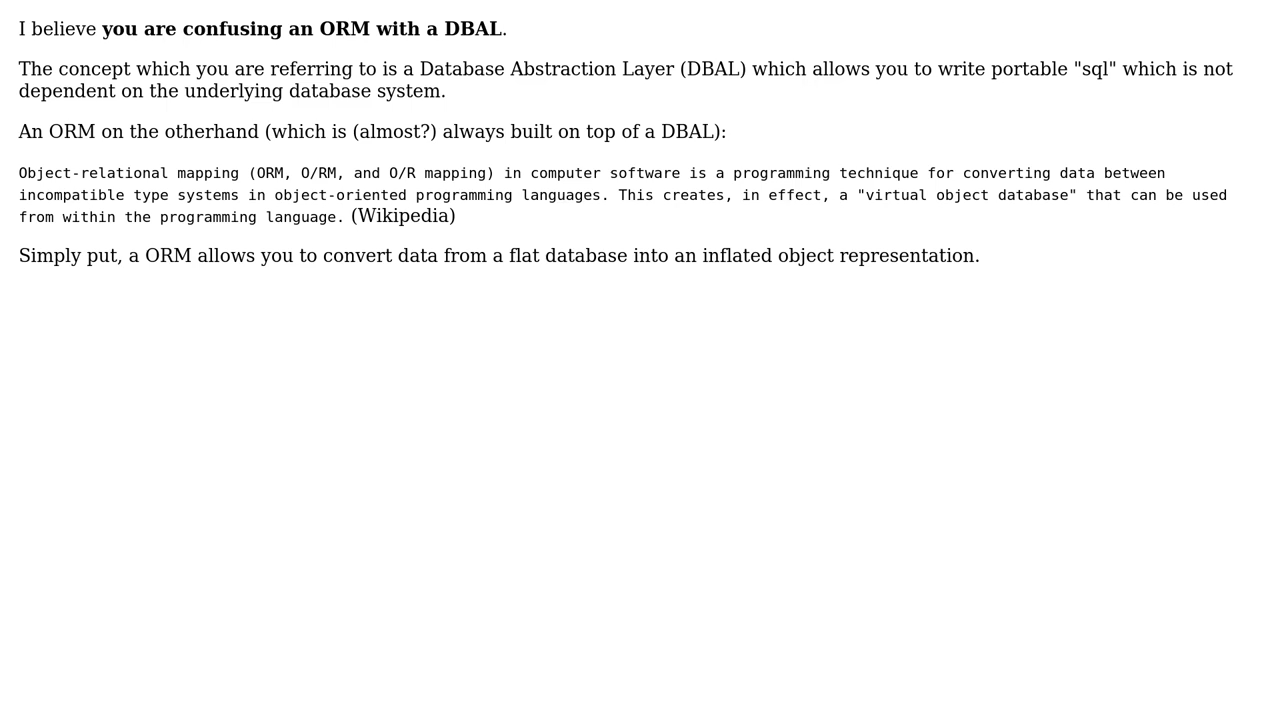 I believe you are confusing an ORM with a DBAL.
The concept which you are referring to is a Database Abstraction Layer (DBAL) which allows you to write portable "sql" which is not
dependent on the underlying database system.
An ORM on the otherhand (which is (almost?) always built on top of a DBAL):
Object-relational mapping (ORM, O/RM, and O/R mapping) in computer software is a programming technique for converting data between
incompatible type systems in object-oriented programming languages. This creates, in effect, a "virtual object database" that can be used
from within the programming language. (Wikipedia)
Simply put, a ORM allows you to convert data from a flat database into an inflated object representation.